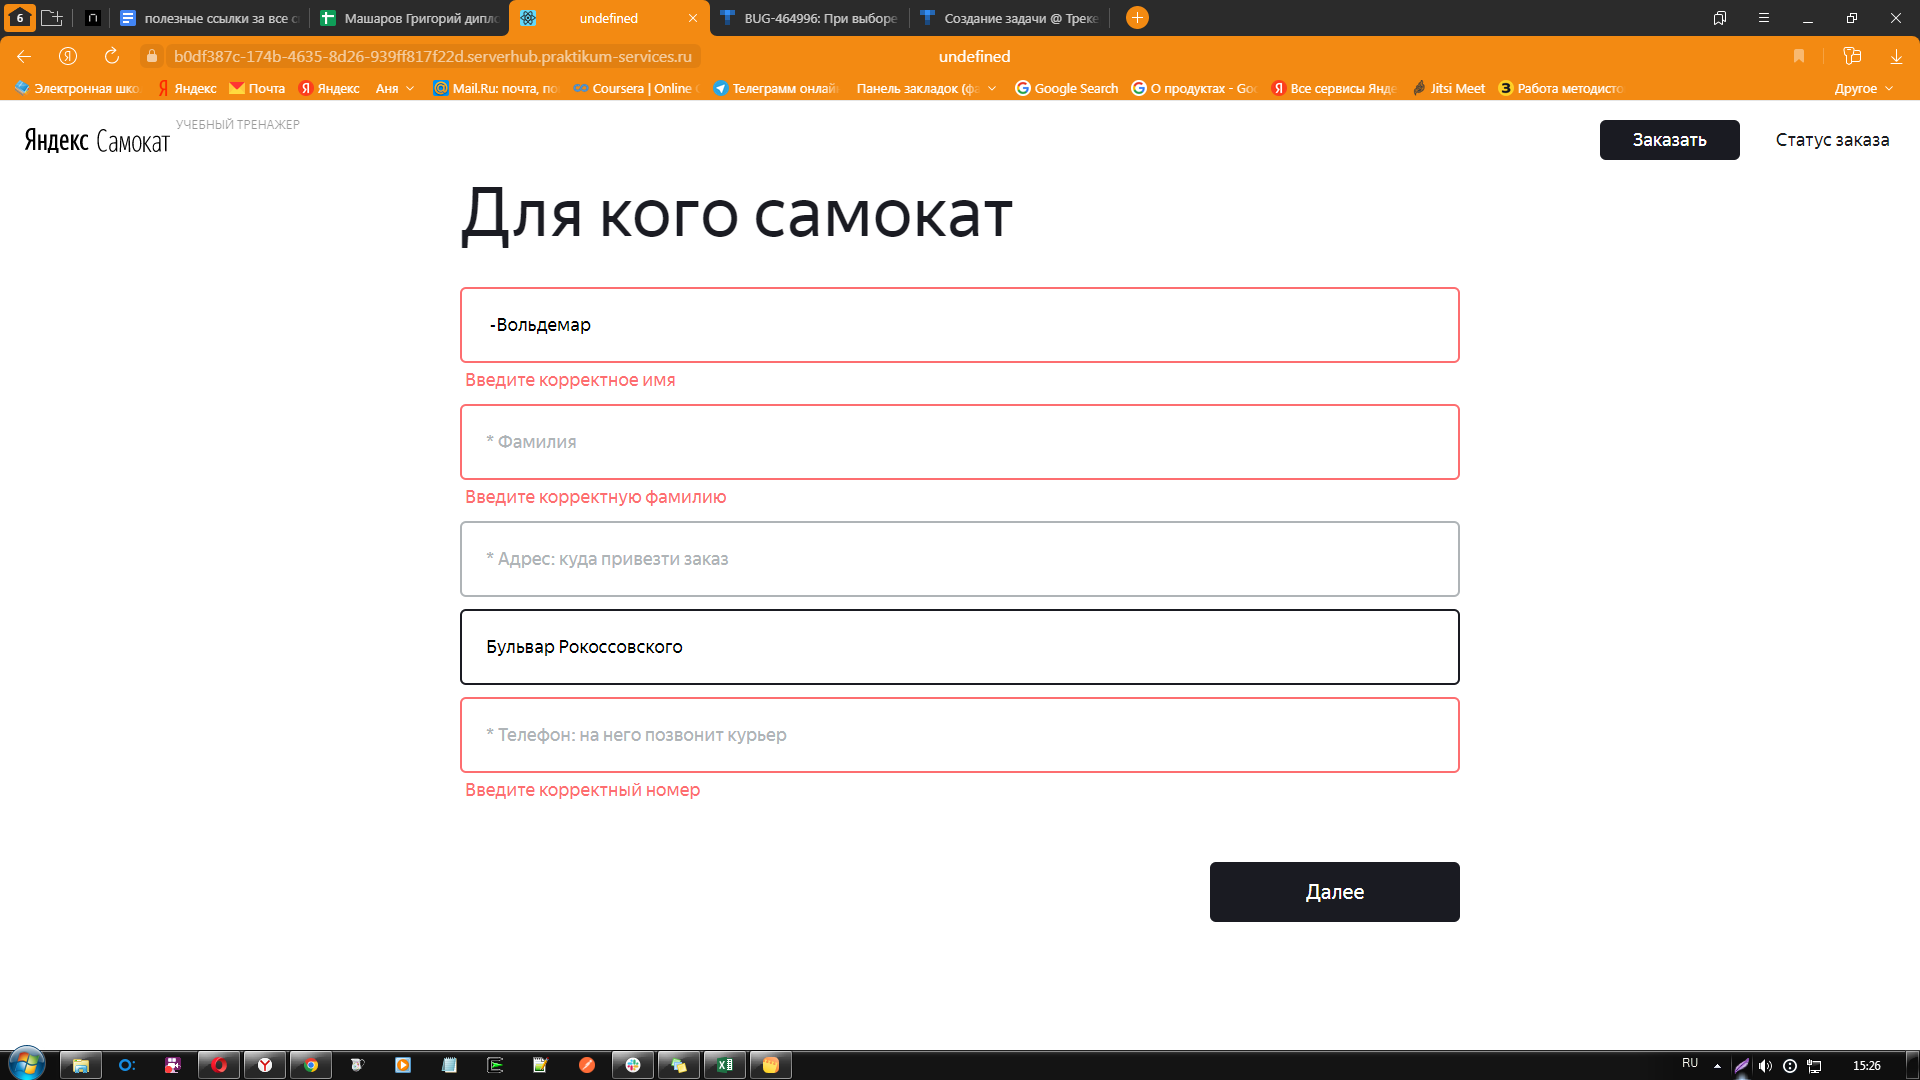 6
полезные ссылки за все с
Машаров Григорий дипло
undefined
BUG-464996: При выборе
Создание задачи @ Треке
b0df387c-174b-4635-8d26-939ff817f22d.serverhub.praktikum-services.ru
undefined
Электронная шко
Яндекс
Почта
Яндекс
Аня
Mail.Ru: почта, по
Coursera | Online
Телеграмм онлайн
Панель закладок (фа
Google Search
О продуктах - Goo
Все сервисы Янде
Jitsi Meet
Работа методисто
Другое
Яндекс Самокат
УЧЕБНЫЙ ТРЕНАЖЕР
Заказать
Статус заказа
Для кого самокат
-Вольдемар
Введите корректное имя
* Фамилия
Введите корректную фамилию
* Адрес: куда привезти заказ
Бульвар Рокоссовского
* Телефон: на него позвонит курьер
Введите корректный номер
Далее
RU
15:26